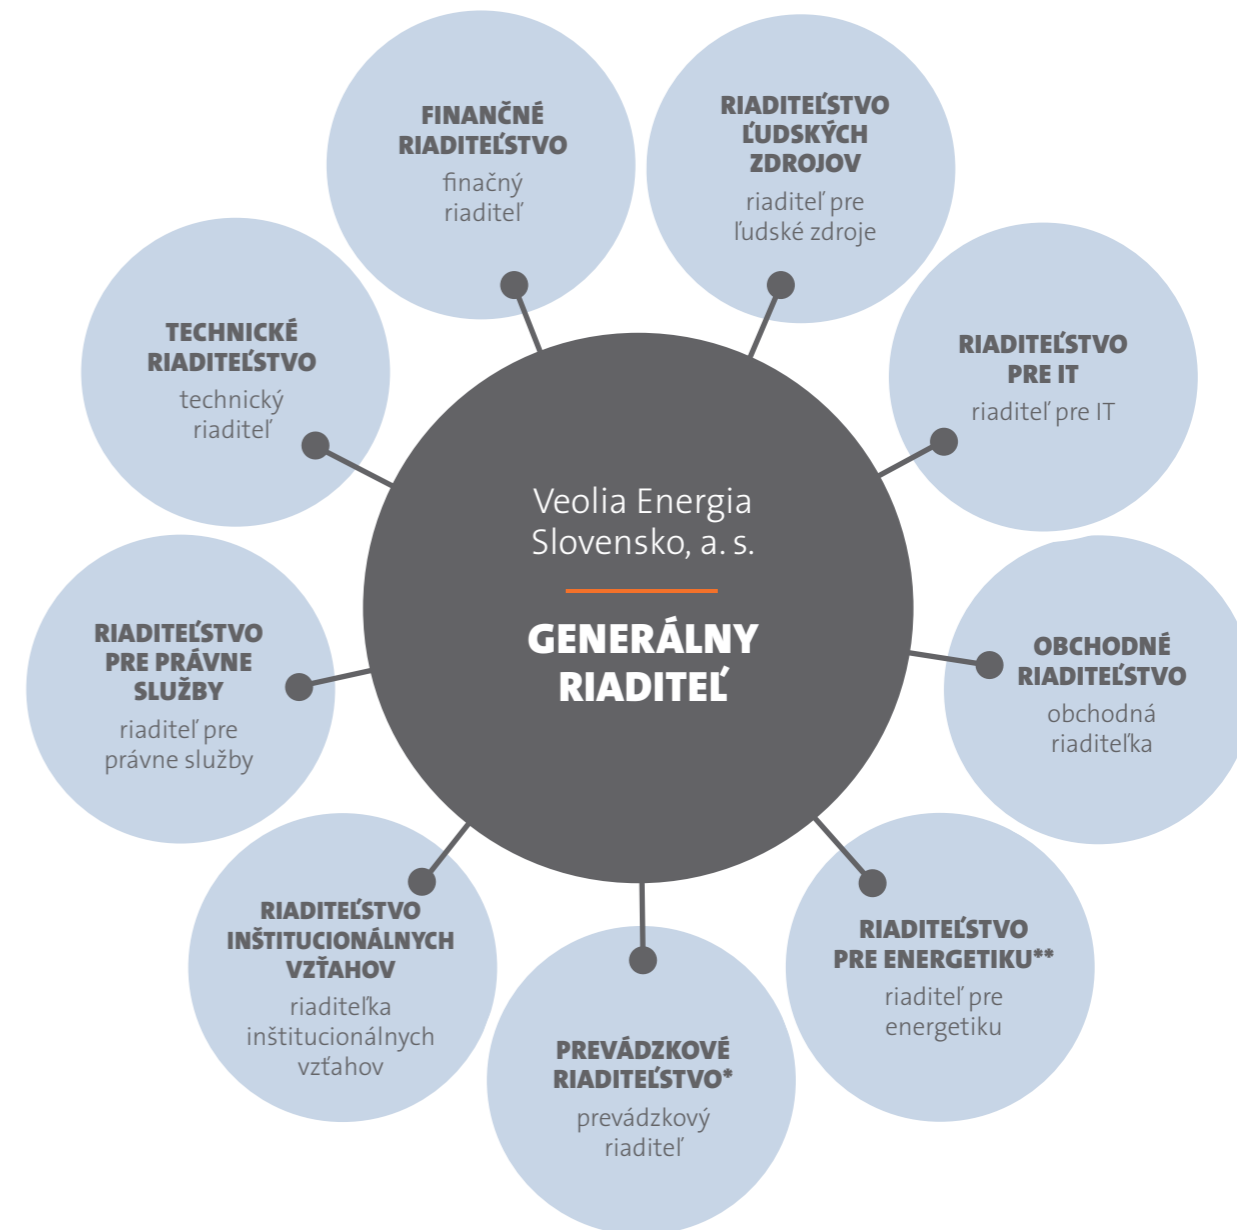 FINANČNÉ
RIADITEĽSTVO
finačný
riaditeľ
RIADITEĽSTVO
ĽUDSKÝCH
ZDROJOV
riaditeľ pre
ľudské zdroje
TECHNICKÉ
RIADITEĽSTVO
technický
riaditeľ
RIADITEĽSTVO
PRE IT
riaditeľ pre IT
Veolia Energia
Slovensko, a. s.
GENERÁLNY
RIADITEĽ
RIADITEĽSTVO
PRE PRÁVNE
SLUŽBY
riaditeľ pre
právne služby
OBCHODNÉ
RIADITEĽSTVO
obchodná
riaditeľka
RIADITEĽSTVO
INŠTITUCIONÁLNYCH
VZŤAHOV
riaditeľka
inštitucionálnych
vzťahov
RIADITEĽSTVO
PRE ENERGETIKU**
riaditeľ pre
energetiku
PREVÁDZKOVÉ
RIADITEĽSTVO*
prevádzkový
riaditeľ